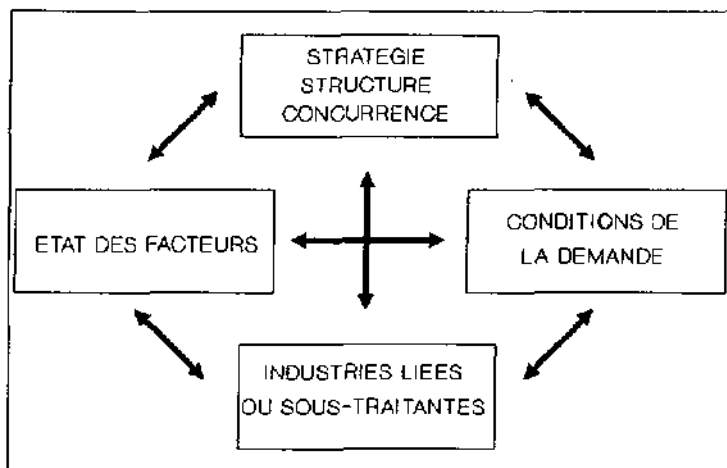 STRATEGIE
STRUCTURE
CONCURRENCE
ETAT DES FACTEURS
CONDITIONS DE
LA DEMANDE
INDUSTRIES LIEES
OU SOUS-TRAITANTES